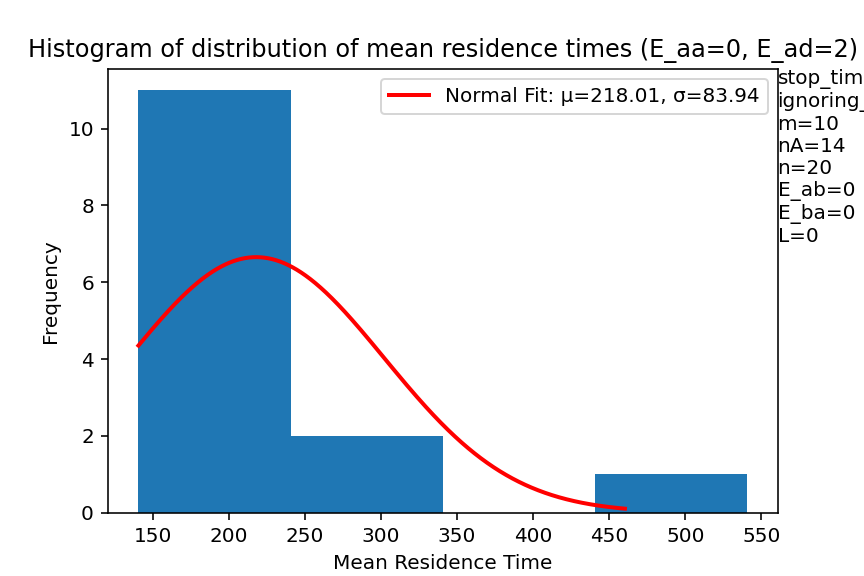 Histogram of distribution of mean residence times (E_aa=0, E_ad=2)
Normal Fit: μ=218.01, σ=83.94
stop_tim
ignoring_
m=10
nA=14
n=20
E_ab=0
E_ba=0
L=0
Frequency
10
8
6
4
2
0
150 200 250 300 350 400 450 500 550
Mean Residence Time